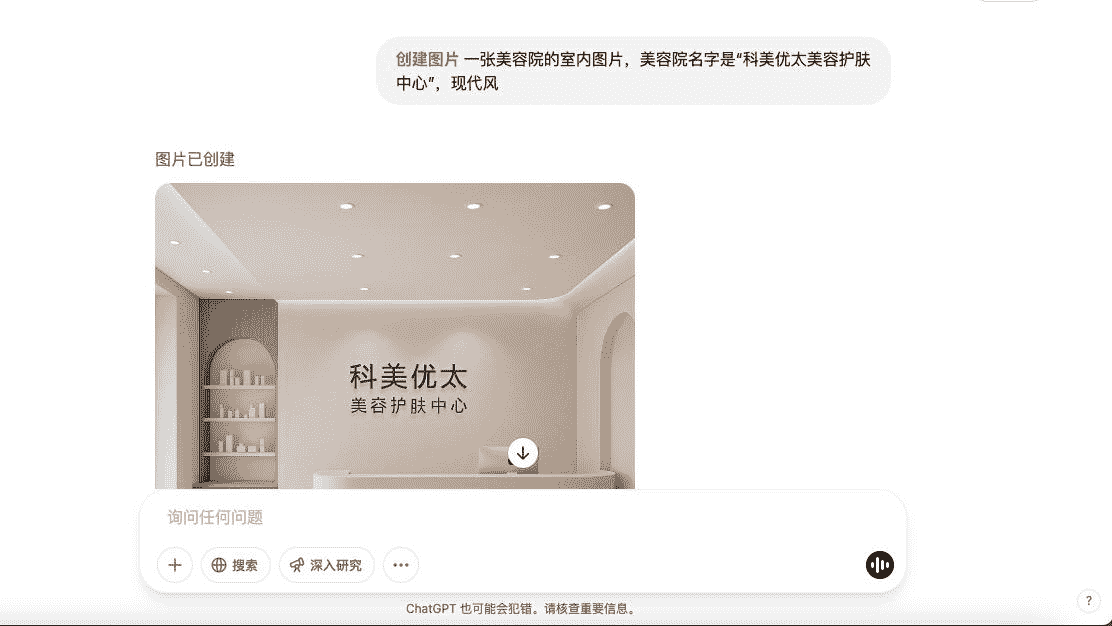 创建图片 一张美容院的室内图片，美容院名字是“科美优太美容护肤
中心”，现代风
图片已创建
科美优太
美容护肤中心
询问任何问题
搜索
深入研究
ChatGPT 也可能会犯错。请核查重要信息。
?